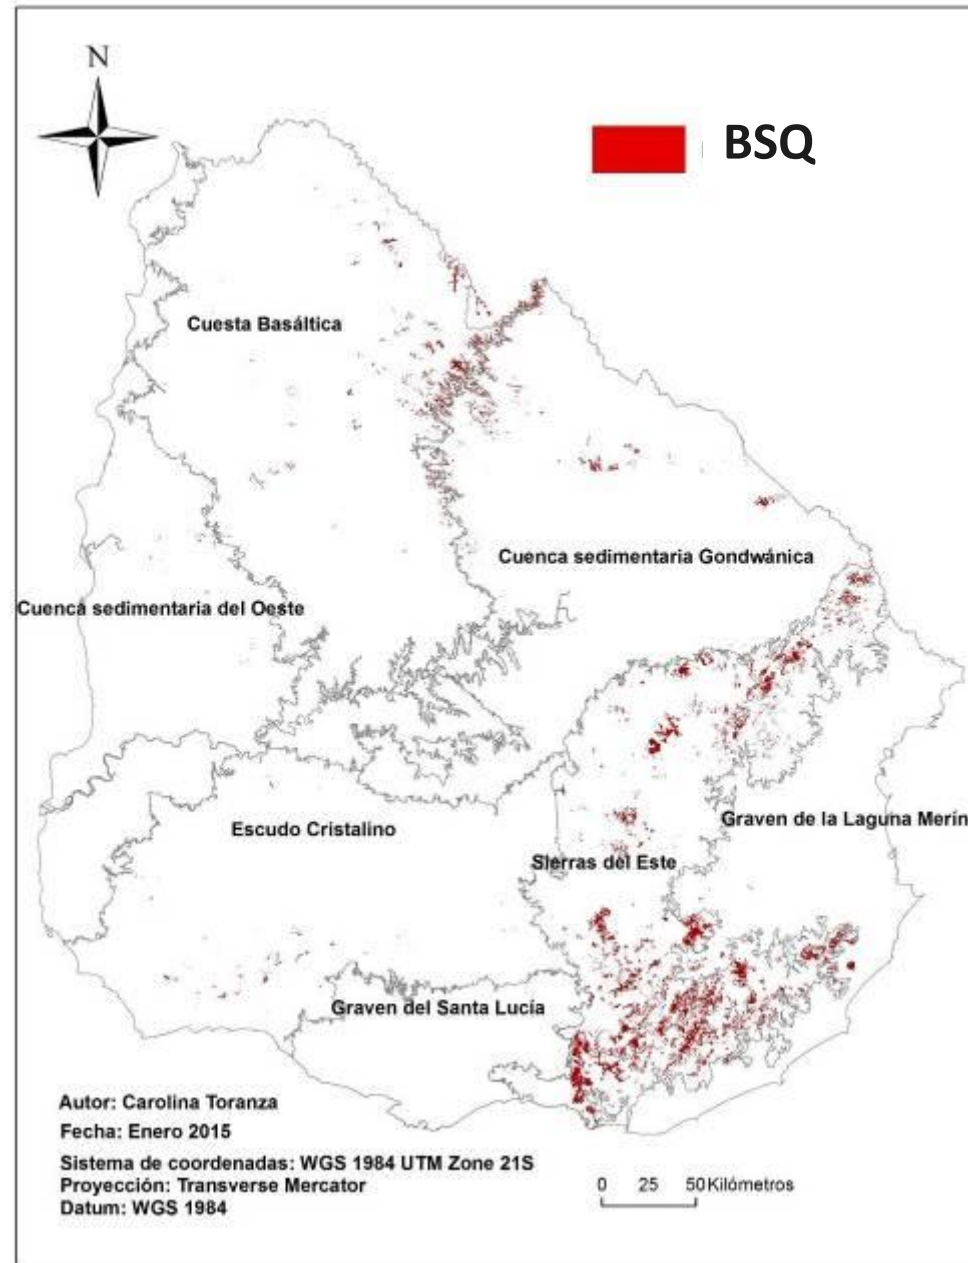 N
BSQ
Cuesta Basáltica
Cuenca sedimentaria Gondwánica
Cuenca sedimentaria del Oeste
Escudo Cristalino
Graven de la Laguna Merín
Sierras del Este
Graven del Santa Lucía
Autor: Carolina Toranza
Fecha: Enero 2015
Sistema de coordenadas: WGS 1984 UTM Zone 21S
Proyección: Transverse Mercator
Datum: WGS 1984
0 25 50 Kilómetros